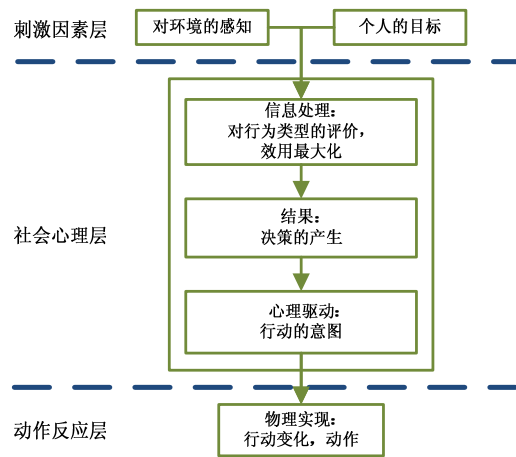 刺激因素层
对环境的感知
个人的目标
信息处理：
对行为类型的评价，
效用最大化
社会心理层
结果：
决策的产生
心理驱动：
行动的意图
动作反应层
物理实现：
行动变化，动作